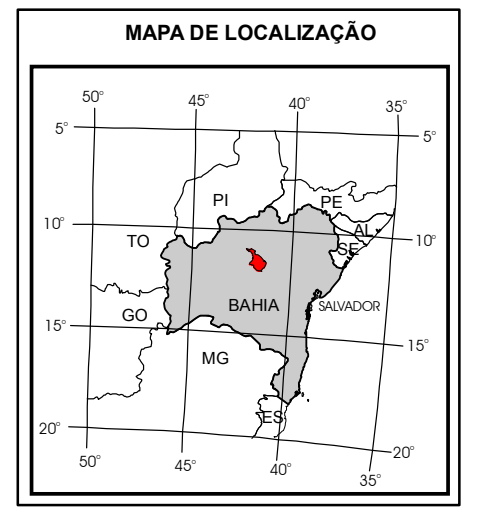 MAPA DE LOCALIZAÇÃO
50° 45° 40° 35°
5° 5°
PI PE
10° AL 10°
TO SE
BAHIA SALVADOR
GO
15° 15°
MG
ES
20° 20°
50° 45° 40° 35°